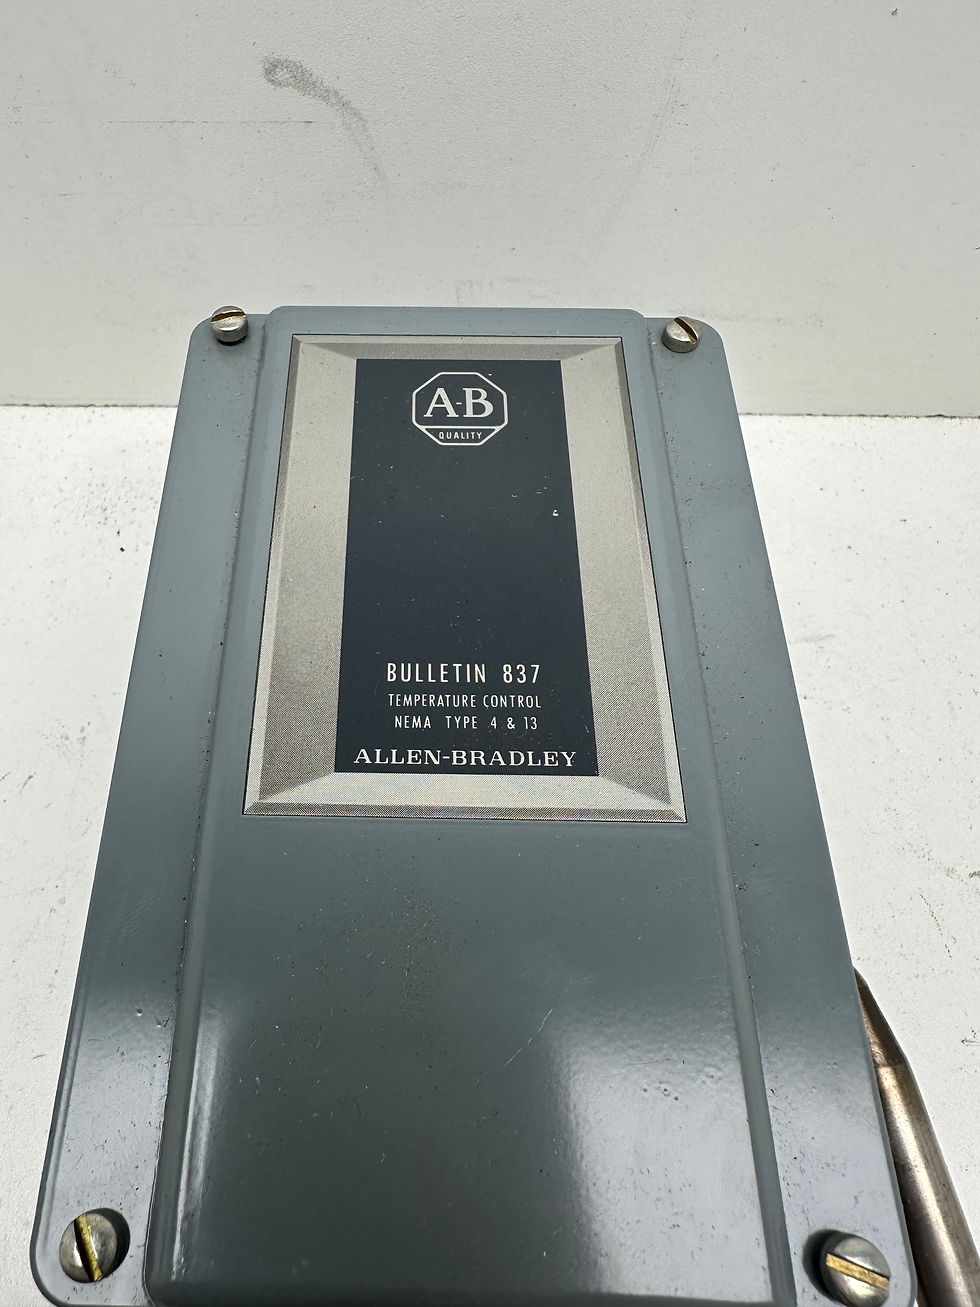 A-B
QUALITY
BULLETIN 837
TEMPERATURE CONTROL
NEMA TYPE 4 & 13
ALLEN-BRADLEY